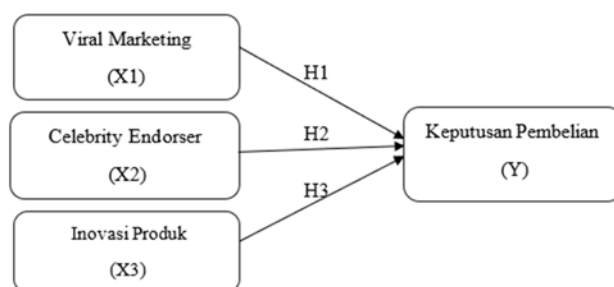 Viral Marketing
(X1)
H1
Celebrity Endorser
(X2)
H2
Keputusan Pembelian
(Y)
H3
Inovasi Produk
(X3)